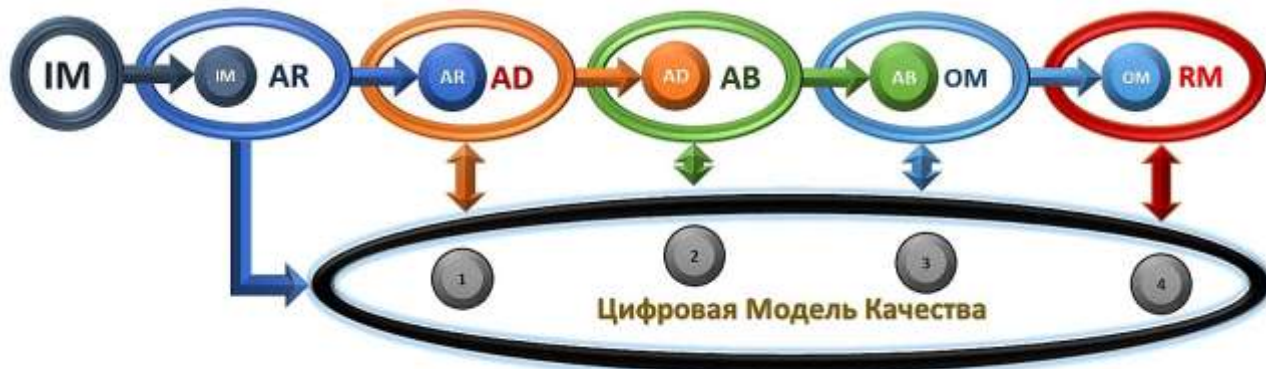 IM
IM AR
AR AD
AD AB
AB OM
OM RM
1
2
3
4
Цифровая Модель Качества